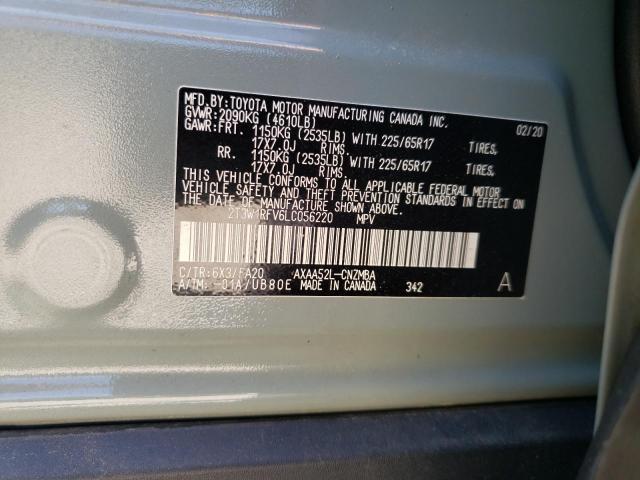 MFD.BY:TOYOTA MOTOR MANUFACTURING CANADA INC.
GVWR:2090KG (4610LB) 02/20
GAWR:FRT. 1150KG (2535LB) WITH 225/65R17 TIRES,
17X7.0J RIMS.
RR. 1150KG (2535LB) WITH 225/65R17 TIRES,
17X7.0J RIMS.
THIS VEHICLE CONFORMS TO ALL APPLICABLE FEDERAL MOTOR
VEHICLE SAFETY AND THEFT PREVENTION STANDARDS IN EFFECT
ON THE DATE OF MANUFACTURE SHOWN ABOVE.
2T3W1RFV6LC056220 MPV
C/TR:6X3/FA20 AXAA52L-CNZMBA
A/TM:-01A/UB80E MADE IN CANADA 342 A